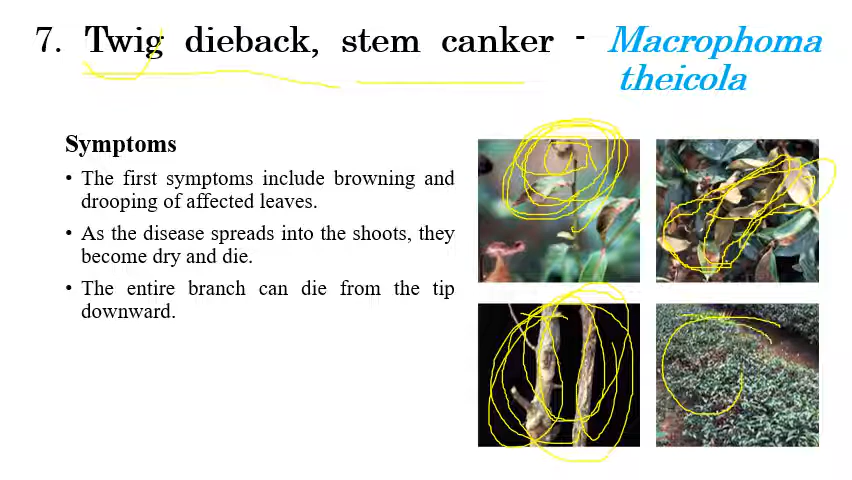 7. Twig dieback, stem canker - Macrophoma
theicola
Symptoms
• The first symptoms include browning and
drooping of affected leaves.
• As the disease spreads into the shoots, they
become dry and die.
• The entire branch can die from the tip
downward.